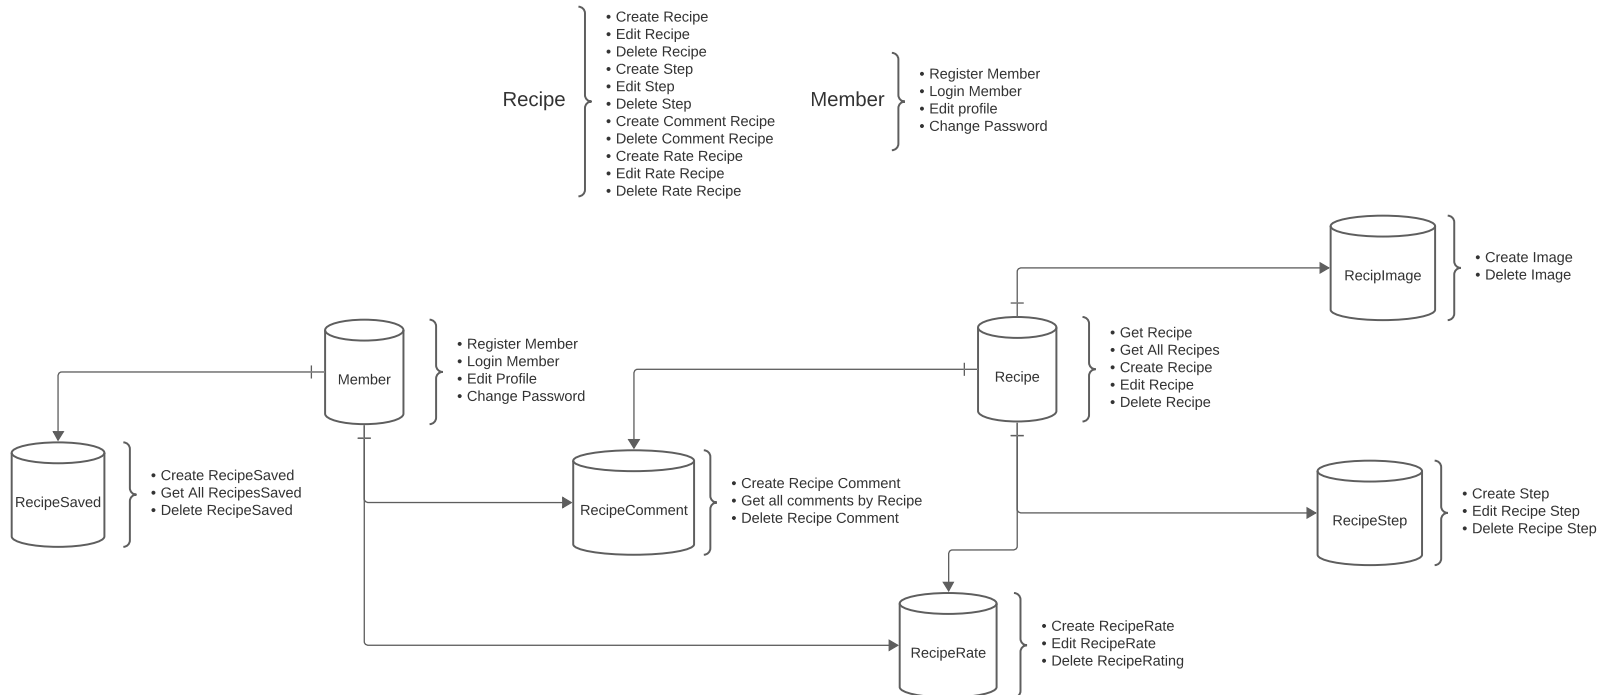 Recipe
• Create Recipe
• Edit Recipe
• Delete Recipe
• Create Step
• Edit Step
• Delete Step
• Create Comment Recipe
• Delete Comment Recipe
• Create Rate Recipe
• Edit Rate Recipe
• Delete Rate Recipe
Member
• Register Member
• Login Member
• Edit profile
• Change Password
RecipImage
• Create Image
• Delete Image
Member
• Register Member
• Login Member
• Edit Profile
• Change Password
Recipe
• Get Recipe
• Get All Recipes
• Create Recipe
• Edit Recipe
• Delete Recipe
RecipeSaved
• Create RecipeSaved
• Get All RecipesSaved
• Delete RecipeSaved
RecipeComment
• Create Recipe Comment
• Get all comments by Recipe
• Delete Recipe Comment
RecipeStep
• Create Step
• Edit Recipe Step
• Delete Recipe Step
RecipeRate
• Create RecipeRate
• Edit RecipeRate
• Delete RecipeRating